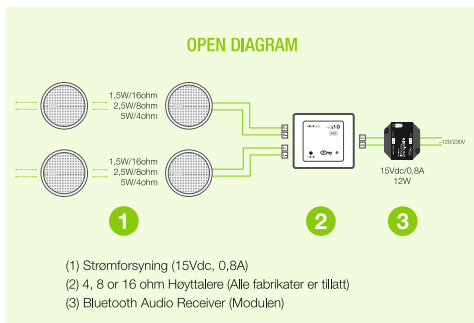 OPEN DIAGRAM
1,5W/16ohm
2,5W/8ohm
5W/4ohm
~120/230V
1,5W/16ohm
2,5W/8ohm
5W/4ohm
15Vdc/0,8A
12W
1
2
3
(1) Strømforsyning (15Vdc, 0,8A)
(2) 4, 8 or 16 ohm Høyttalere (Alle fabrikater er tillatt)
(3) Bluetooth Audio Receiver (Modulen)